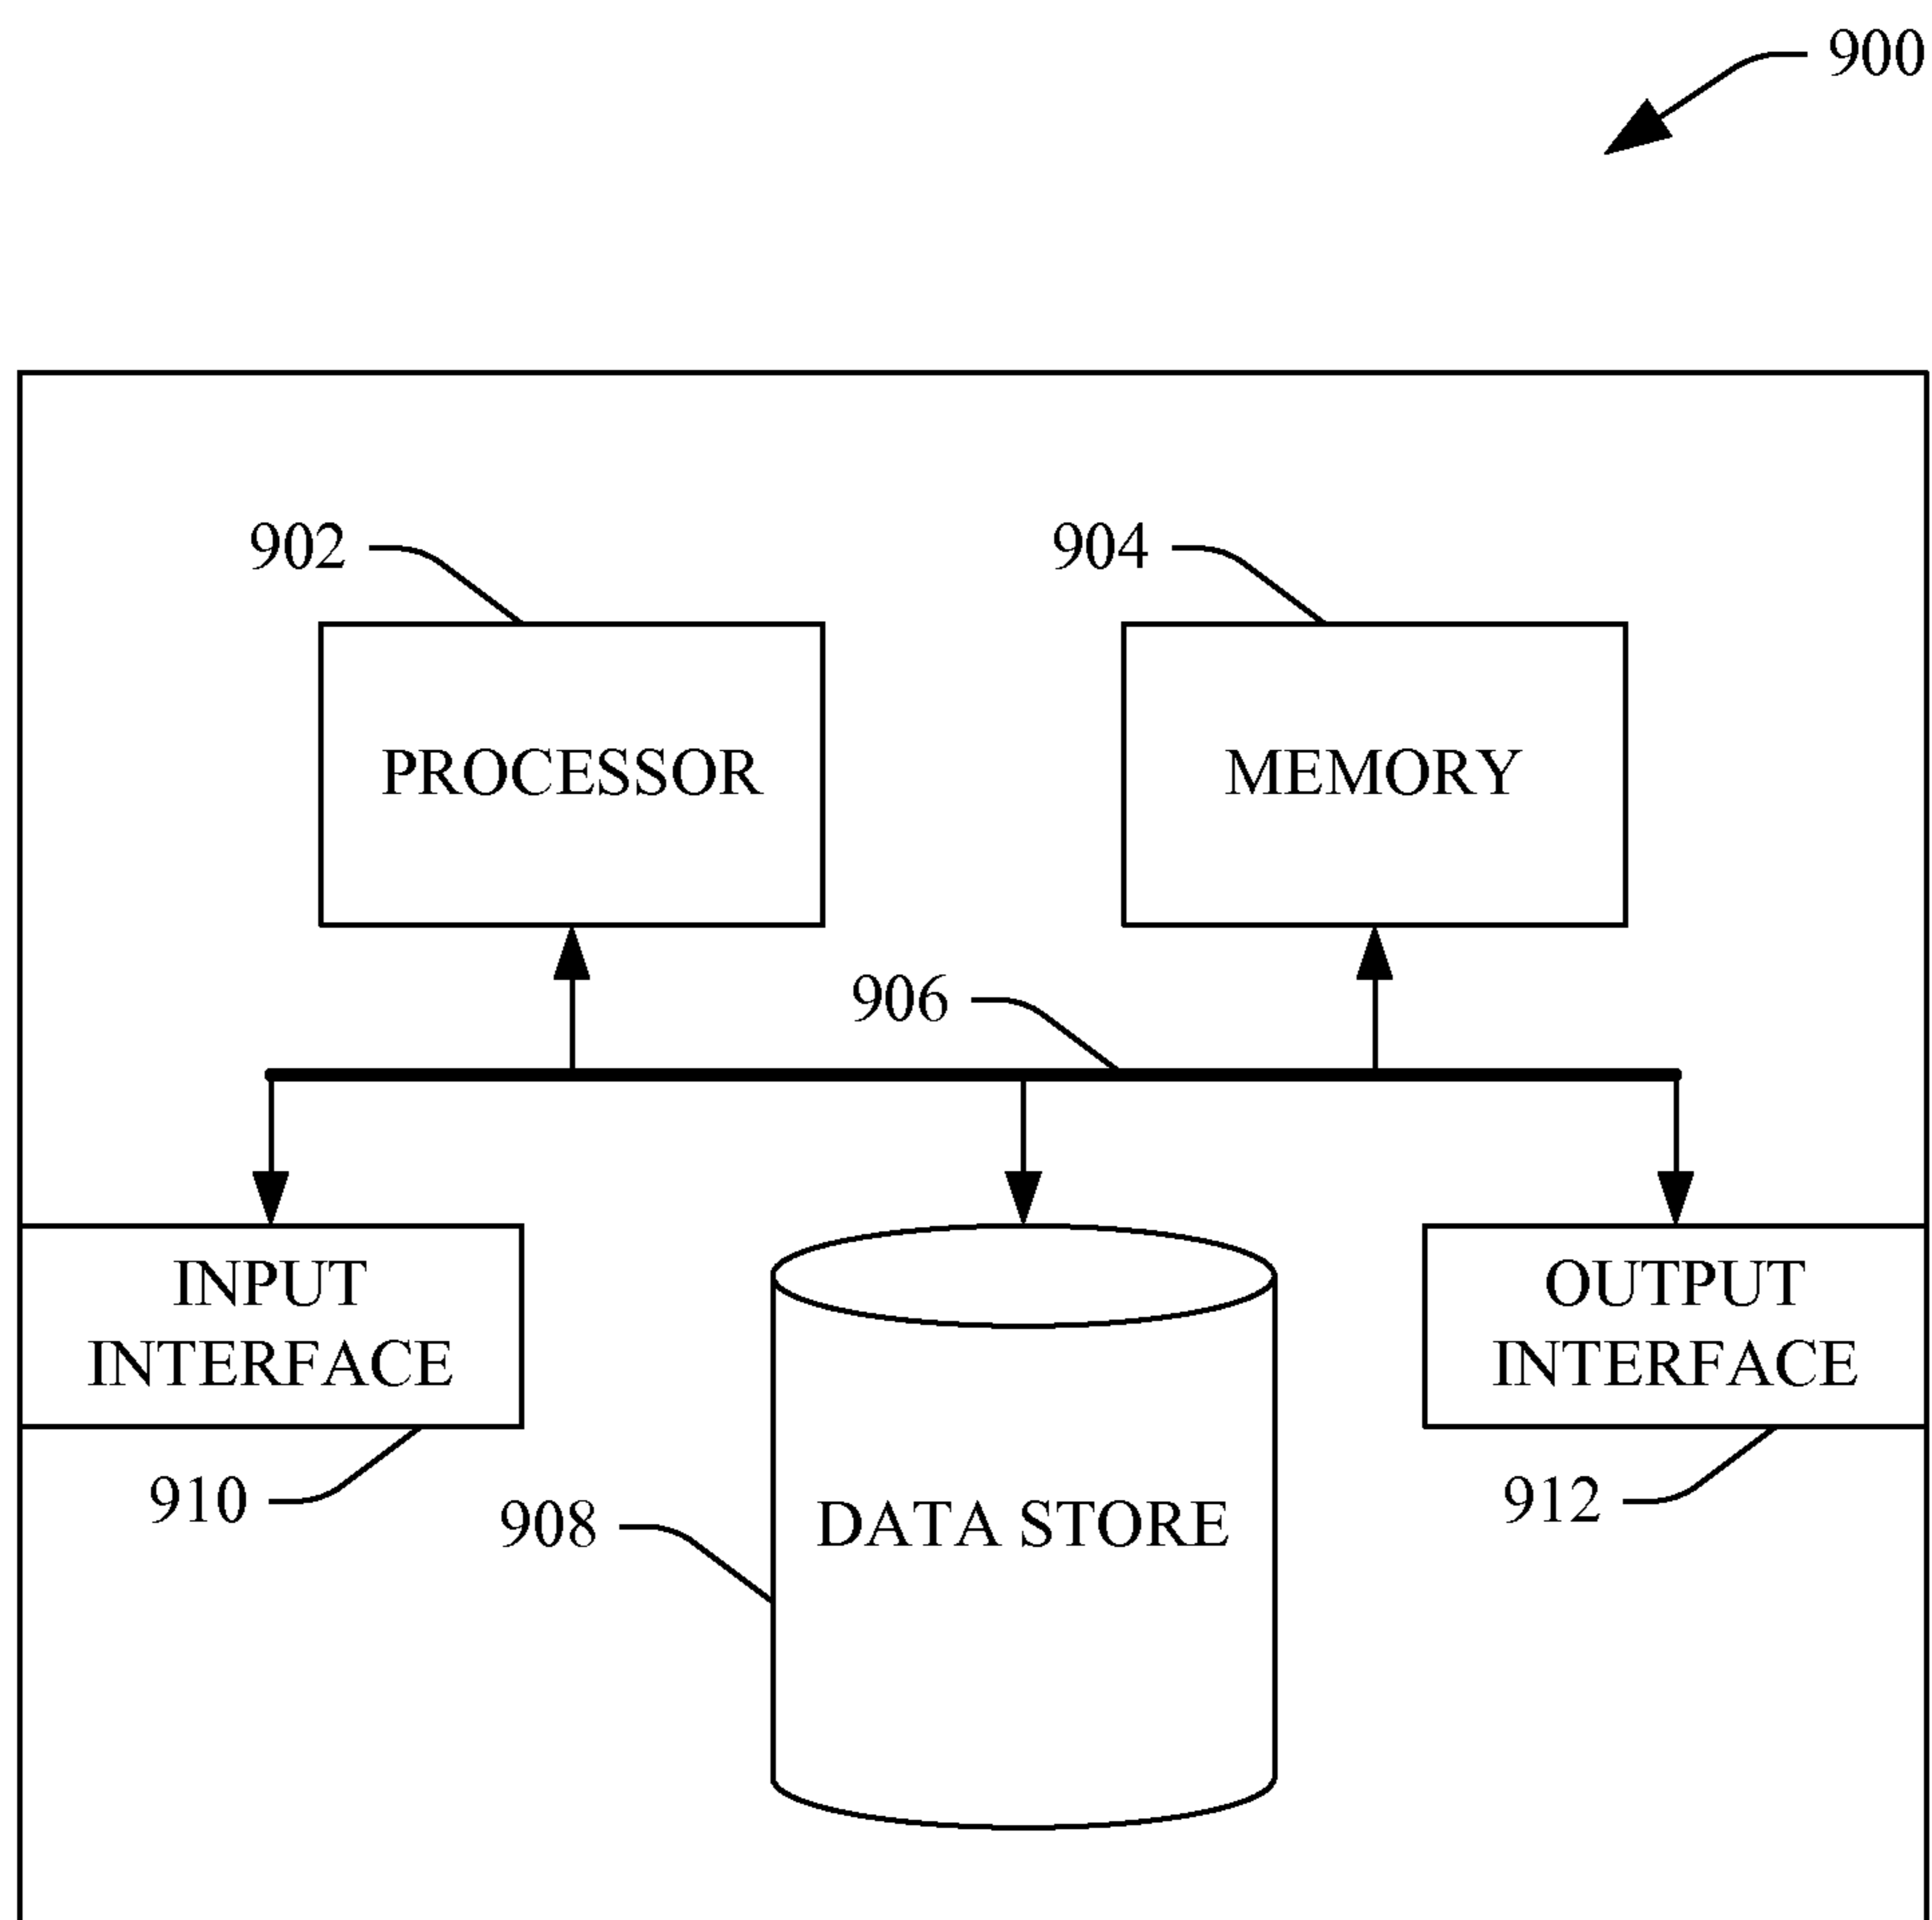 900
902
904
PROCESSOR
MEMORY
906
INPUT
INTERFACE
OUTPUT
INTERFACE
910
908
DATA STORE
912